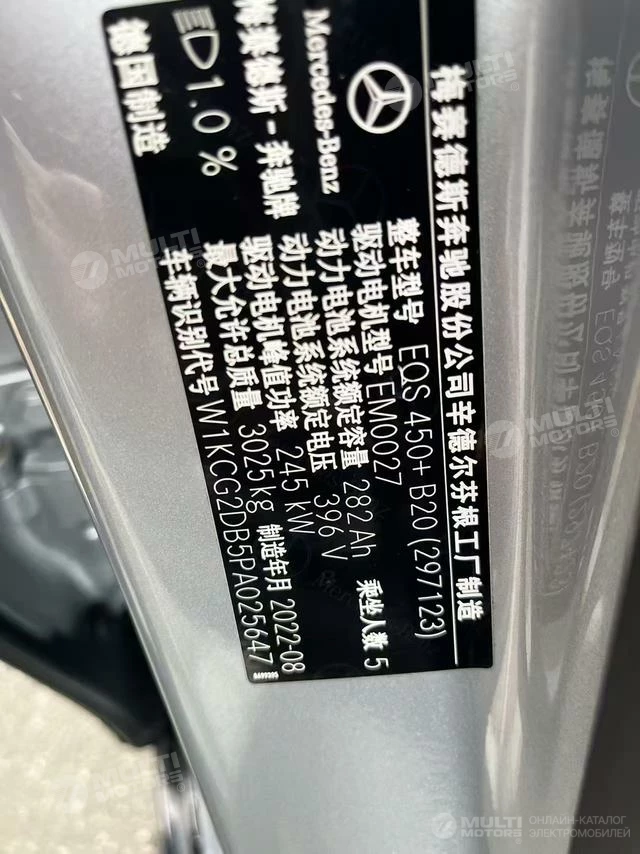 梅赛德斯奔驰股份公司辛德尔芬根工厂制造
Mercedes-Benz
梅赛德斯-奔驰牌
1.0%
德国制造
整车型号 EQS 450+ B20 (297123)
驱动电机型号 EM0027
动力电池系统额定容量 282Ah 乘坐人数 5
动力电池系统额定电压 396 V
驱动电机峰值功率 245 kW
最大允许总质量 3025kg 制造年月 2022-08
车辆识别代号 W1KCG2DB5PA025647
MULTI MOTORS
ОНЛАЙН-КАТАЛОГ
ЭЛЕКТРОМОБИЛЕЙ